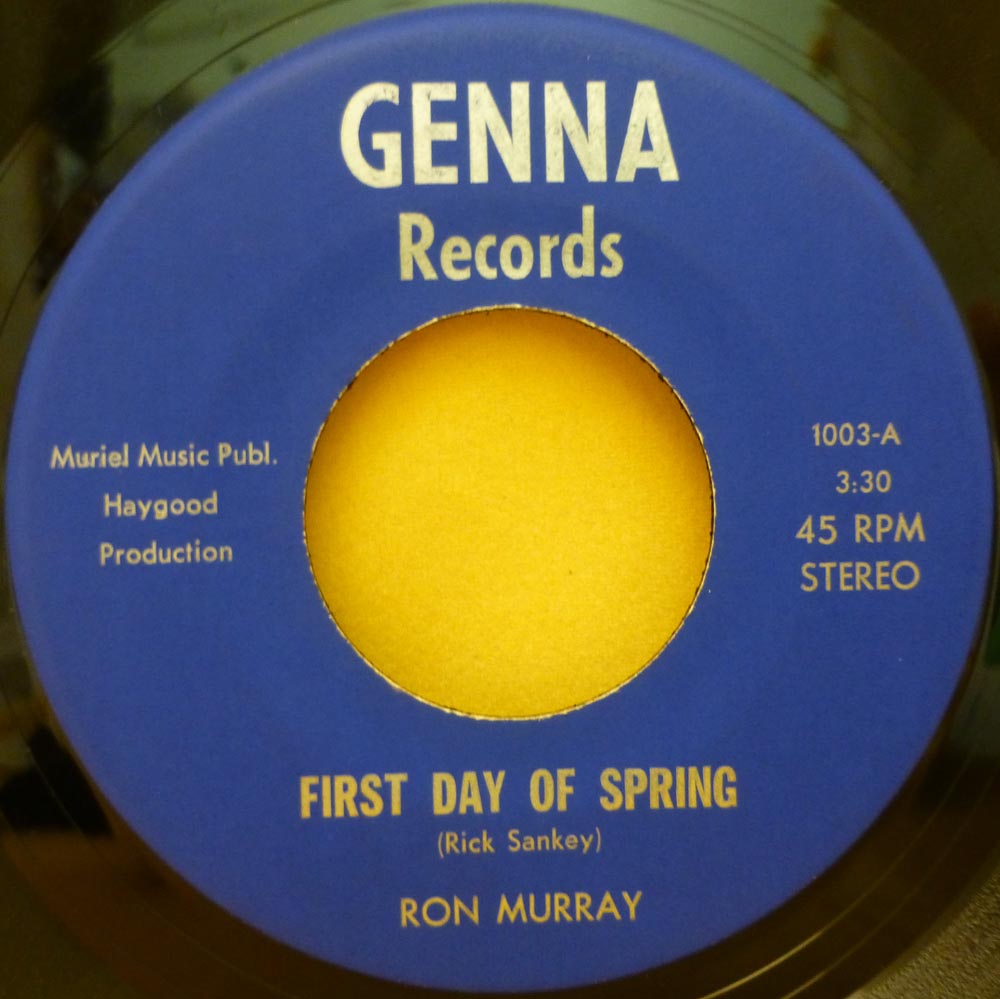 GENNA
Records
Muriel Music Publ.
Haygood
Production
1003-A
3:30
45 RPM
STEREO
FIRST DAY OF SPRING
(Rick Sankey)
RON MURRAY